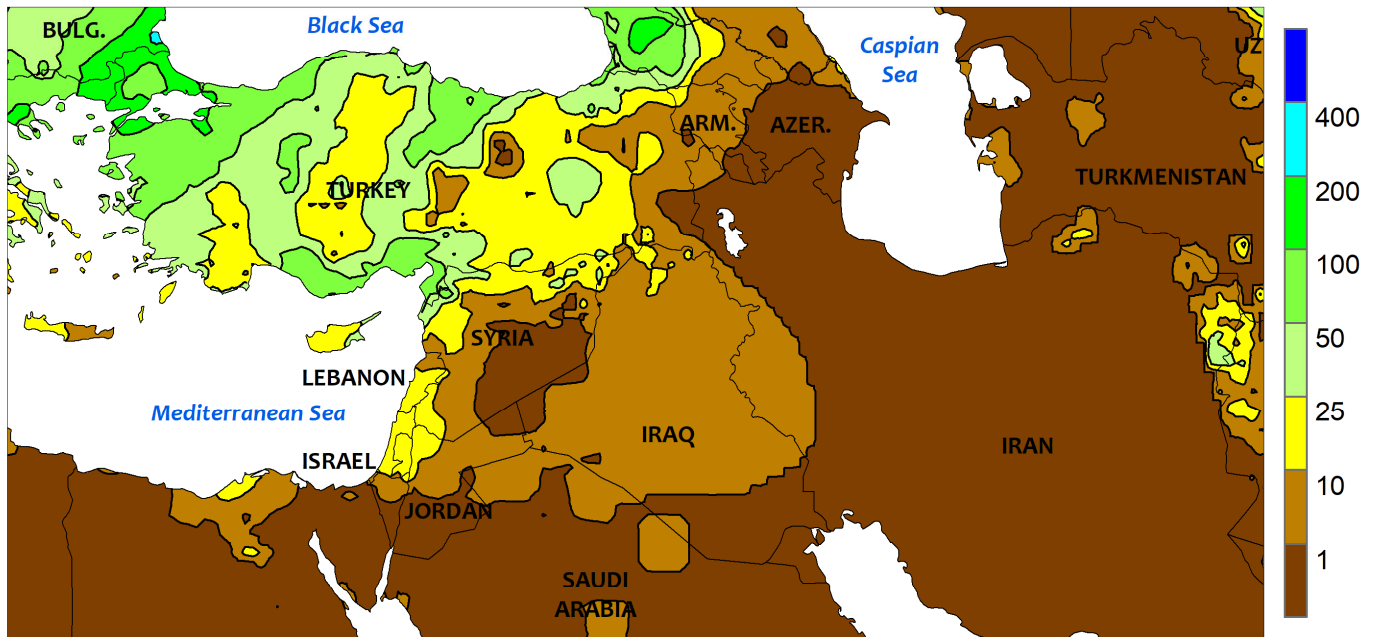 BULG.
Black Sea
Caspian
Sea
UZ
400
ARM.
AZER.
200
TURKEY
TURKMENISTAN
100
SYRIA
50
LEBANON
Mediterranean Sea
25
IRAQ
IRAN
ISRAEL
10
JORDAN
1
SAUDI
ARABIA